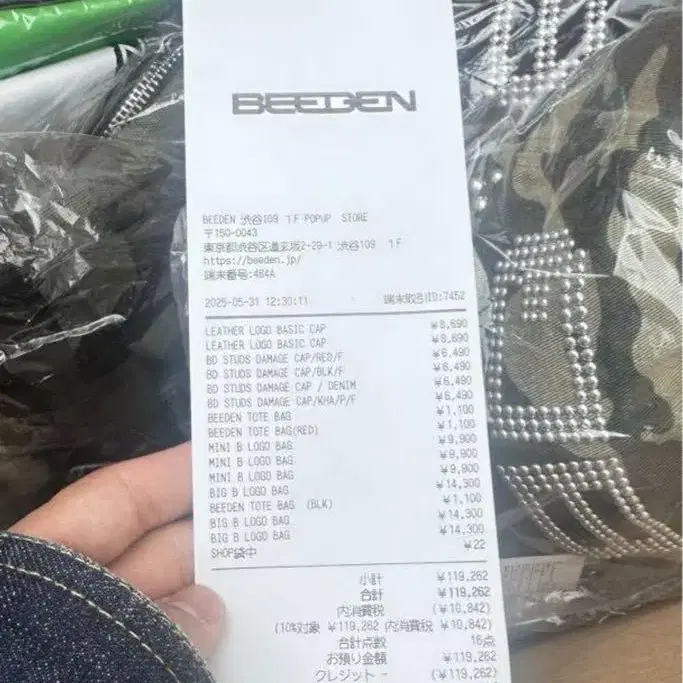 BEEDEN
BEEDEN 渋谷109 1F POPUP STORE
〒150-0043
東京都渋谷区道玄坂2-29-1 渋谷109 1F
https://beeden.jp/
端末番号:484A
2025-05-31 12:30:11 端末取引ID:7452
LEATHER LOGO BASIC CAP ¥8,690
LEATHER LOGO BASIC CAP ¥8,690
BD STUDS DAMAGE CAP/RED/F ¥6,490
BD STUDS DAMAGE CAP/BLK/F ¥6,490
BD STUDS DAMAGE CAP / DENIM ¥6,490
BD STUDS DAMAGE CAP/KHA/P/F ¥6,490
BEEDEN TOTE BAG ¥1,100
BEEDEN TOTE BAG(RED) ¥1,100
MINI B LOGO BAG ¥9,900
MINI B LOGO BAG ¥9,900
MINI B LOGO BAG ¥9,900
BIG B LOGO BAG ¥14,300
BEEDEN TOTE BAG (BLK) ¥1,100
BIG B LOGO BAG ¥14,300
BIG B LOGO BAG ¥14,300
SHOP袋中 ¥22
小計 ¥119,262
合計 ¥119,262
内消費税 (¥10,842)
(10%対象 ¥119,262 内消費税 ¥10,842)
合計点数 16点
お預り金額 ¥119,262
クレジット - (¥119,262)